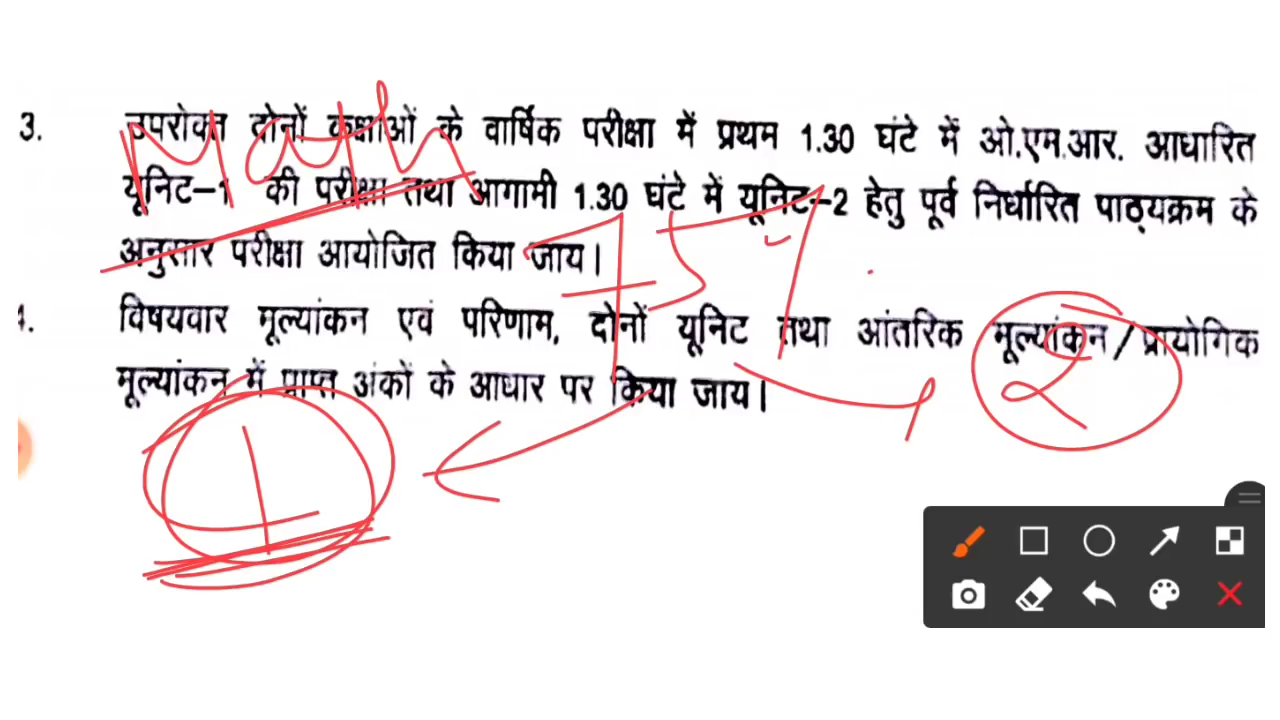 3. उपरोक्त दोनों कक्षाओं के वार्षिक परीक्षा में प्रथम 1.30 घंटे में ओ.एम.आर. आधारित
यूनिट-1 की परीक्षा तथा आगामी 1.30 घंटे में यूनिट-2 हेतु पूर्व निर्धारित पाठ्यक्रम के
अनुसार परीक्षा आयोजित किया जाय।
4. विषयवार मूल्यांकन एवं परिणाम, दोनों यूनिट तथा आंतरिक मूल्यांकन/प्रायोगिक
मूल्यांकन में प्राप्त अंकों के आधार पर किया जाय।
Math
1
2